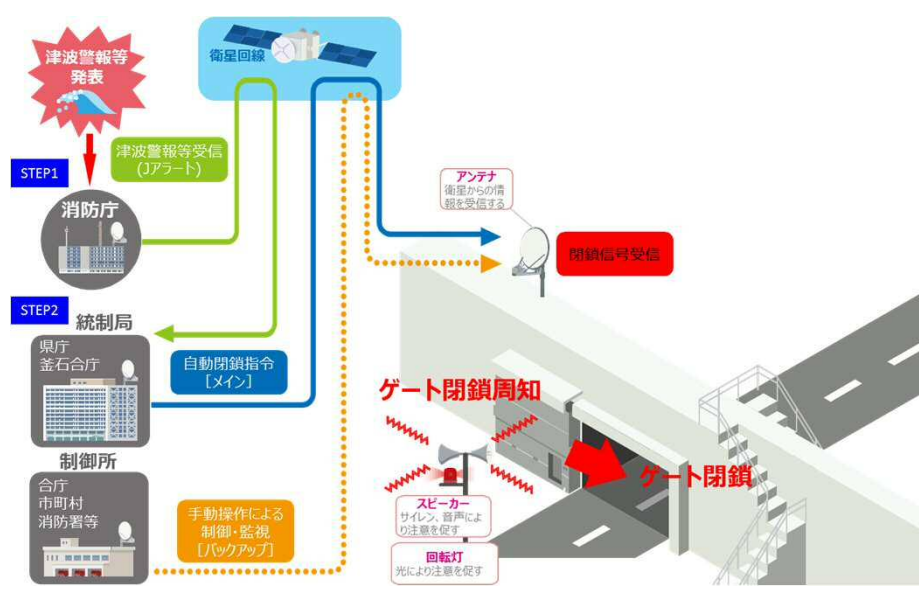 津波警報等
発表
衛星回線
津波警報等受信
(Jアラート)
STEP1
消防庁
アンテナ
衛星からの情
報を受信する
閉鎖信号受信
STEP2
統制局
県庁
釜石合庁
自動閉鎖指令
[メイン]
ゲート閉鎖周知
ゲート閉鎖
制御所
合庁
市町村
消防署等
手動操作による
制御・監視
[バックアップ]
スピーカー
サイレン、音声によ
り注意を促す
回転灯
光により注意を促す